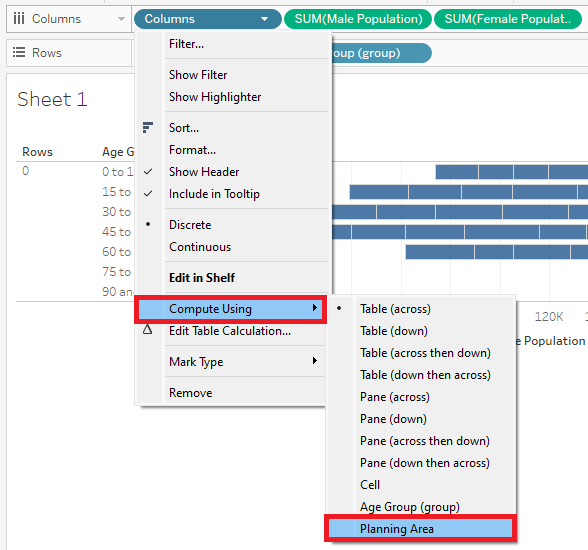 Columns
Columns
SUM(Male Population)
SUM(Female Populat..
Rows
roup (group)
Sheet 1
Rows
Age G
0
0 to 1
15 to
30 to
45 to
60 to
75 to
90 an
Filter...
Show Filter
Show Highlighter
Sort...
Format...
Show Header
Include in Tooltip
Discrete
Continuous
Edit in Shelf
Compute Using
Edit Table Calculation...
Mark Type
Remove
Table (across)
Table (down)
Table (across then down)
Table (down then across)
Pane (across)
Pane (down)
Pane (across then down)
Pane (down then across)
Cell
Age Group (group)
Planning Area
120K
e Population